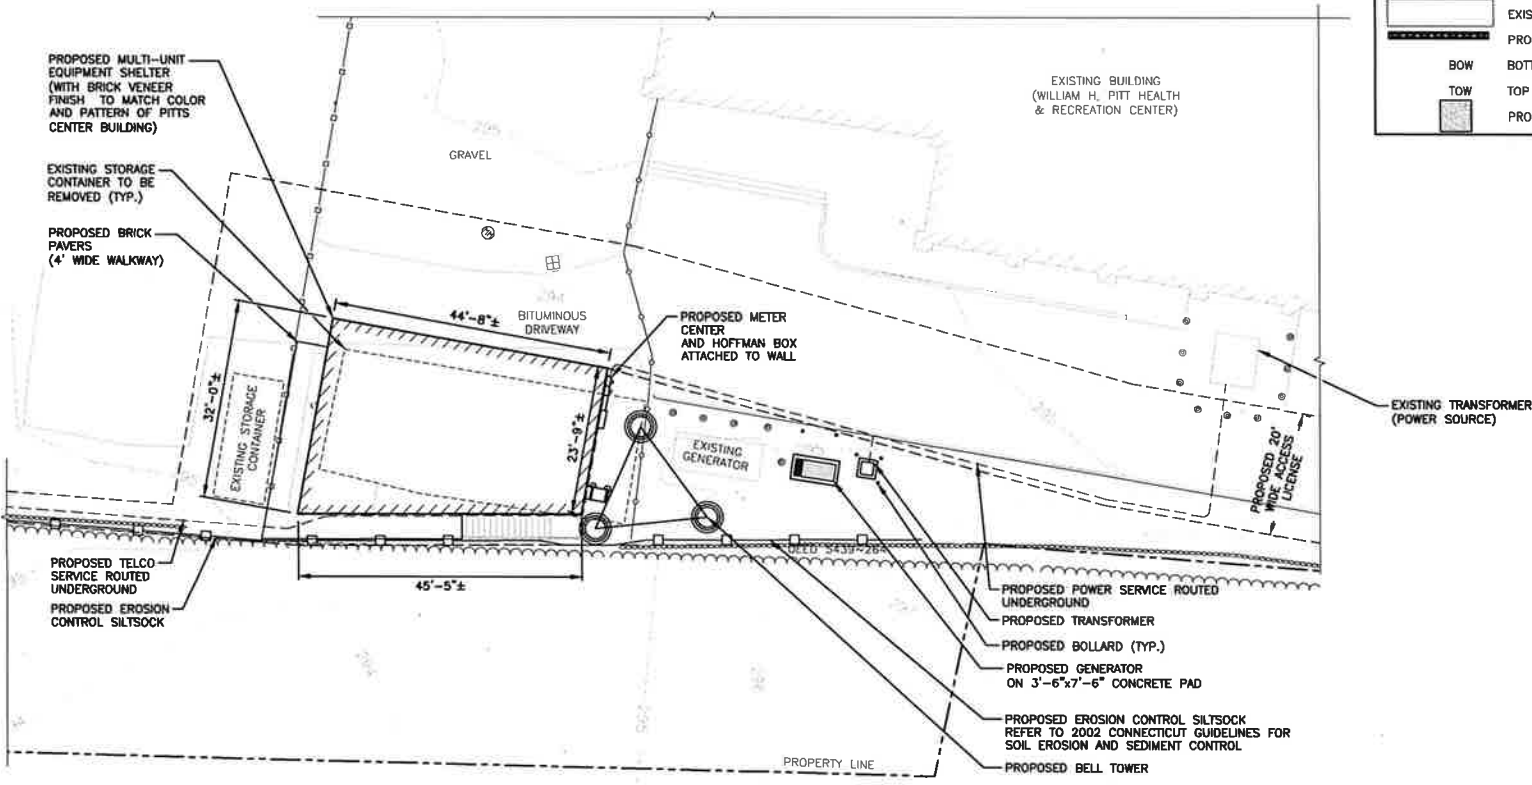 PROPOSED MULTI-UNIT
EQUIPMENT SHELTER
(WITH BRICK VENEER
FINISH TO MATCH COLOR
AND PATTERN OF PITTS
CENTER BUILDING)
EXISTING STORAGE
CONTAINER TO BE
REMOVED (TYP.)
PROPOSED BRICK
PAVERS
(4' WIDE WALKWAY)
GRAVEL
EXISTING BUILDING
(WILLIAM H. PITT HEALTH
& RECREATION CENTER)
EXIS
PRO
BOW BOTT
TOW TOP
PRO
44'-8"±
BITUMINOUS
DRIVEWAY
PROPOSED METER
CENTER
AND HOFFMAN BOX
ATTACHED TO WALL
32'-0"±
EXISTING STORAGE
CONTAINER
23'-9"±
EXISTING
GENERATOR
EXISTING TRANSFORMER
(POWER SOURCE)
PROPOSED 20'
WIDE ACCESS
LICENSE
DEED 5439-264
45'-5"±
PROPOSED TELCO
SERVICE ROUTED
UNDERGROUND
PROPOSED EROSION
CONTROL SILTSOCK
PROPOSED POWER SERVICE ROUTED
UNDERGROUND
PROPOSED TRANSFORMER
PROPOSED BOLLARD (TYP.)
PROPOSED GENERATOR
ON 3'-6"x7'-6" CONCRETE PAD
PROPOSED EROSION CONTROL SILTSOCK
REFER TO 2002 CONNECTICUT GUIDELINES FOR
SOIL EROSION AND SEDIMENT CONTROL
PROPOSED BELL TOWER
PROPERTY LINE